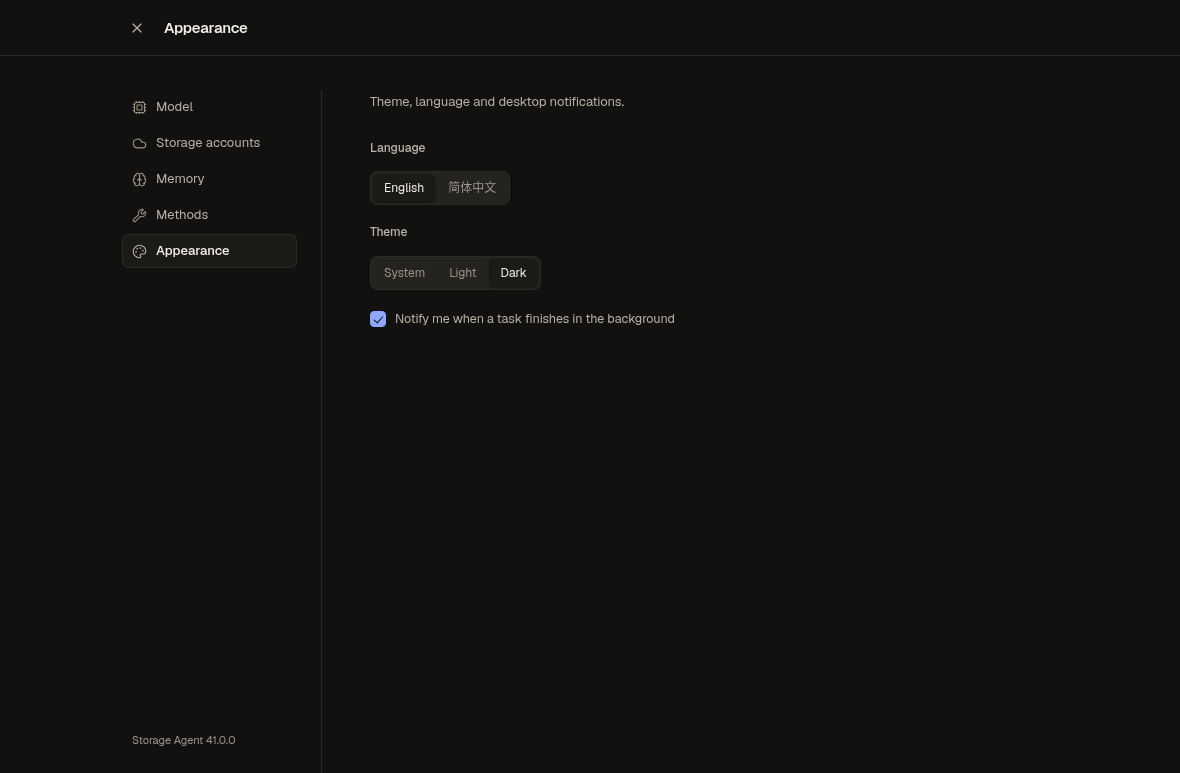 Appearance
Model
Storage accounts
Memory
Methods
Appearance
Storage Agent 41.0.0
Theme, language and desktop notifications.
Language
English 简体中文
Theme
System Light Dark
Notify me when a task finishes in the background